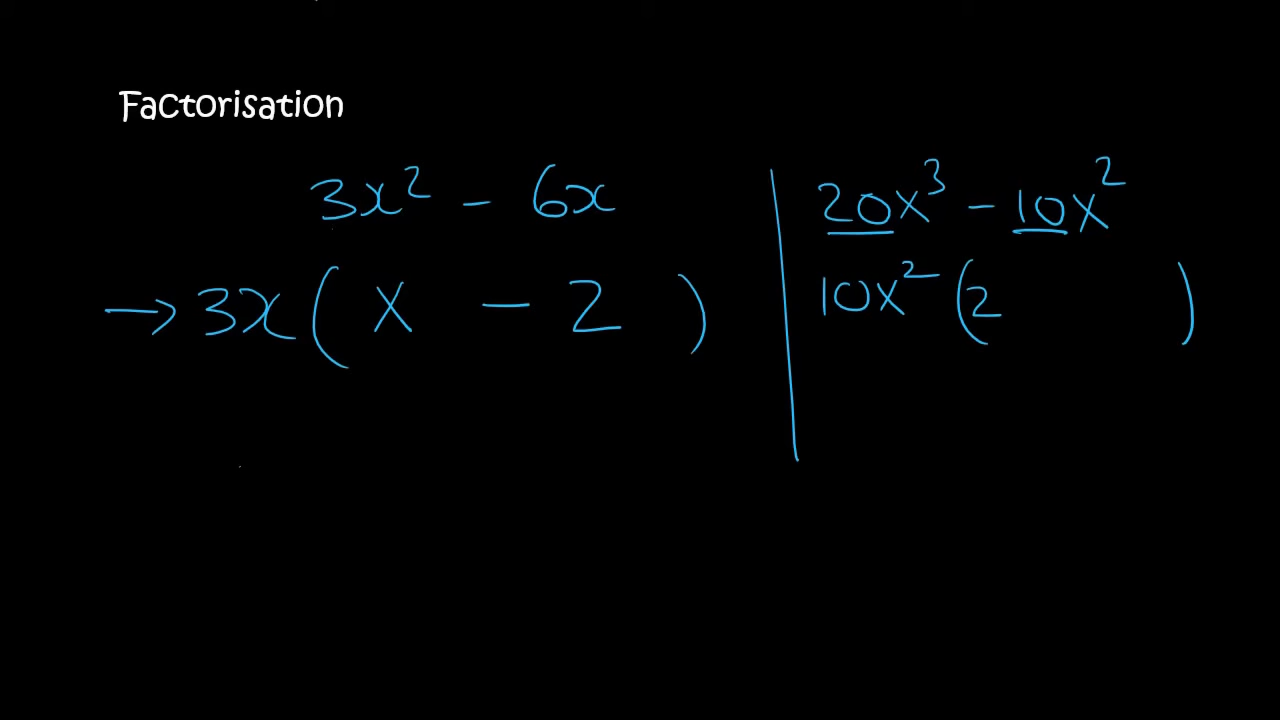 Factorisation
3x² - 6x
→ 3x ( x - 2 )
20x³ - 10x²
10x² ( 2 )